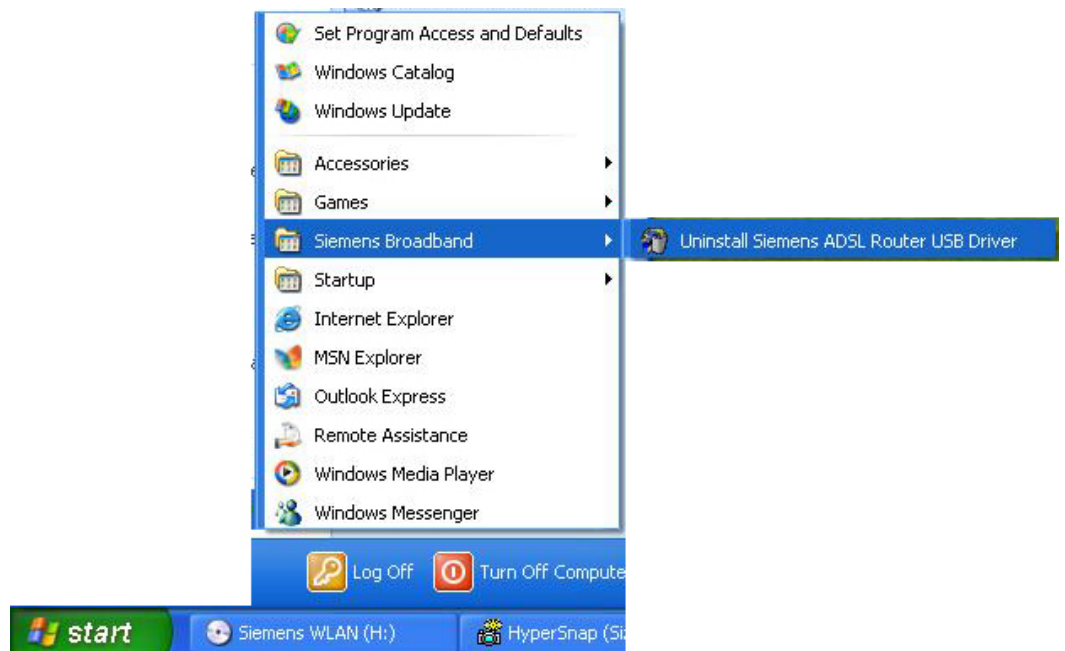 Set Program Access and Defaults
Windows Catalog
Windows Update
Accessories
Games
Siemens Broadband
Uninstall Siemens ADSL Router USB Driver
Startup
Internet Explorer
MSN Explorer
Outlook Express
Remote Assistance
Windows Media Player
Windows Messenger
Log Off
Turn Off Compute
start
Siemens WLAN (H:)
HyperSnap (Si